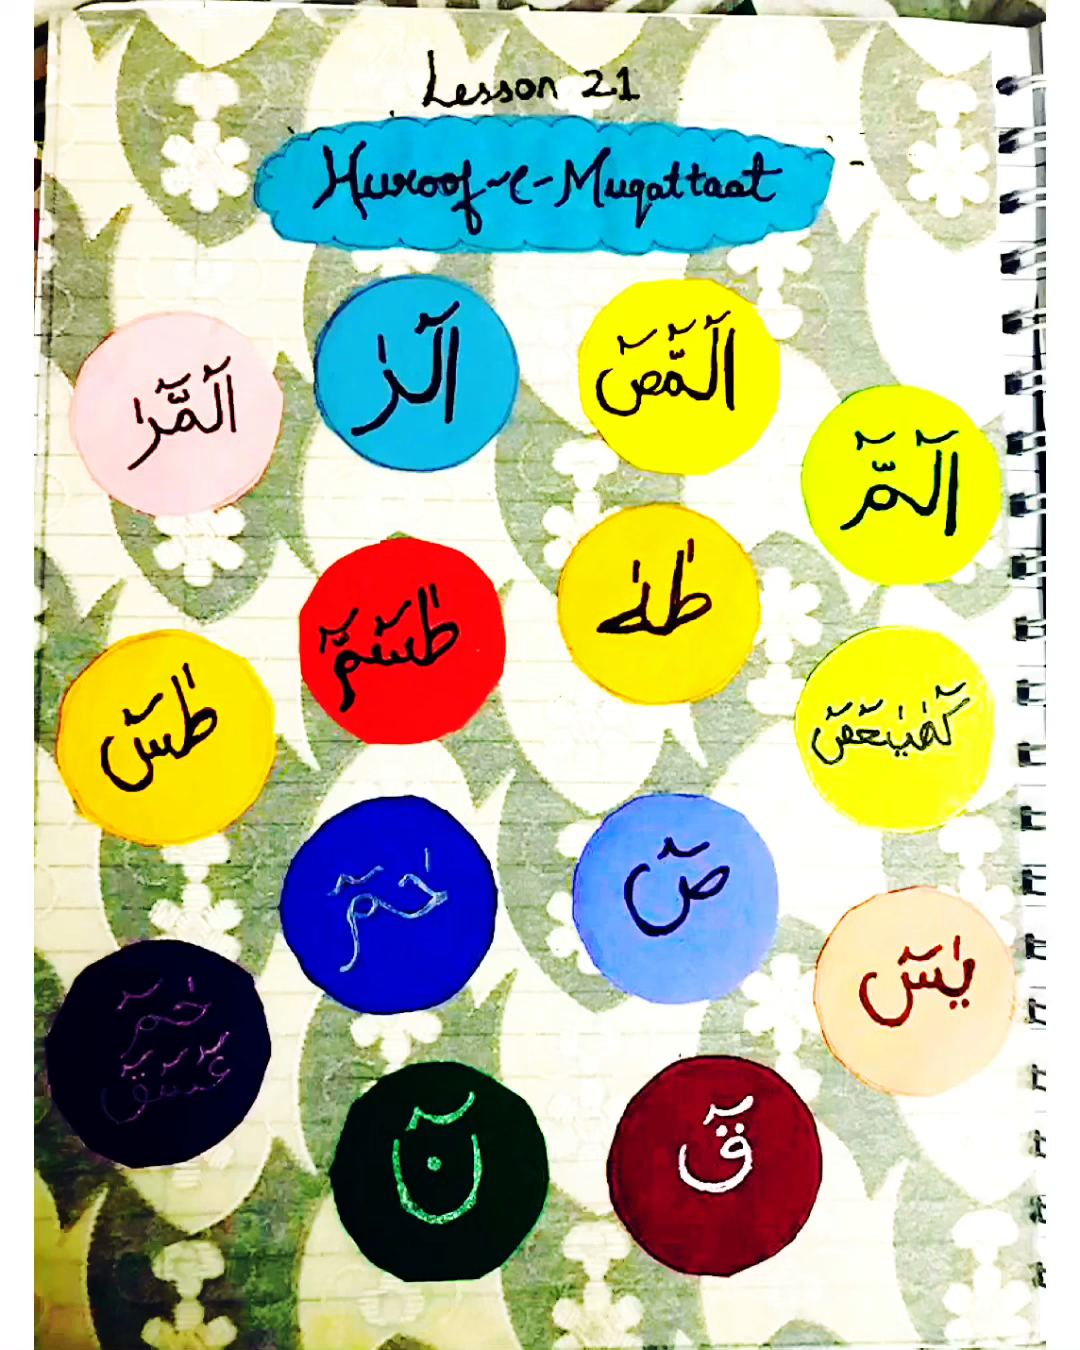 Lesson 21
Huroof-e-Muqattaat
الٓمّٓصٓ
الٓرٰ
الٓمّٓرٰ
الٓمّٓ
طٰهٰ
طٰسٓمّٓ
طٰسٓ
كٓهٰيٰعٓصٓ
صٓ
حٰمٓ
يٰسٓ
حٰمٓ
عٓسٓقٓ
قٓ
نٓ